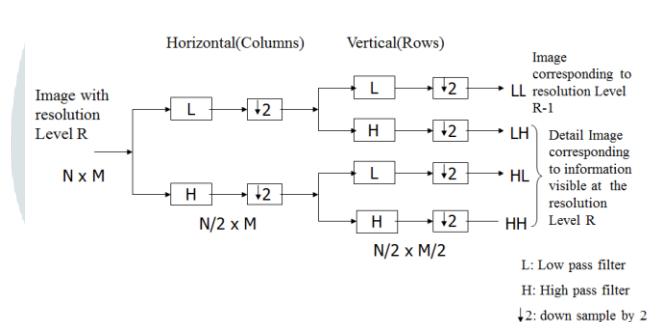 Horizontal(Columns)
Vertical(Rows)
Image with
resolution
Level R
N x M
L
↓2
H
↓2
N/2 x M
L
↓2
LL
H
↓2
LH
L
↓2
HL
H
↓2
HH
N/2 x M/2
Image
corresponding to
resolution Level
R-1
Detail Image
corresponding
to information
visible at the
resolution
Level R
L: Low pass filter
H: High pass filter
↓2: down sample by 2